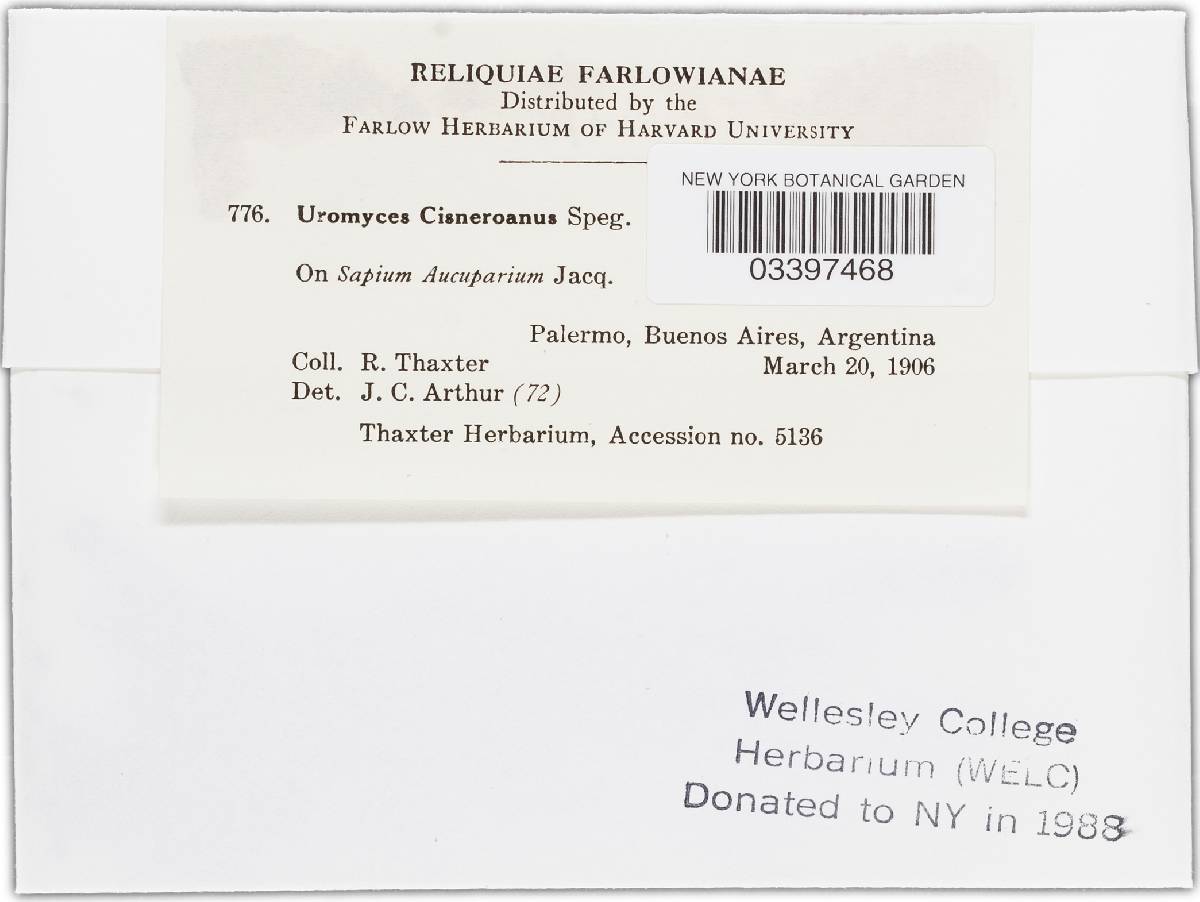 RELIQUIAE FARLOWIANAE
Distributed by the
FARLOW HERBARIUM OF HARVARD UNIVERSITY
NEW YORK BOTANICAL GARDEN
03397468
776. Uromyces Cisneroanus Speg.
On Sapium Aucuparium Jacq.
Palermo, Buenos Aires, Argentina
Coll. R. Thaxter March 20, 1906
Det. J. C. Arthur (72)
Thaxter Herbarium, Accession no. 5136
Wellesley College
Herbarium (WELC)
Donated to NY in 1988